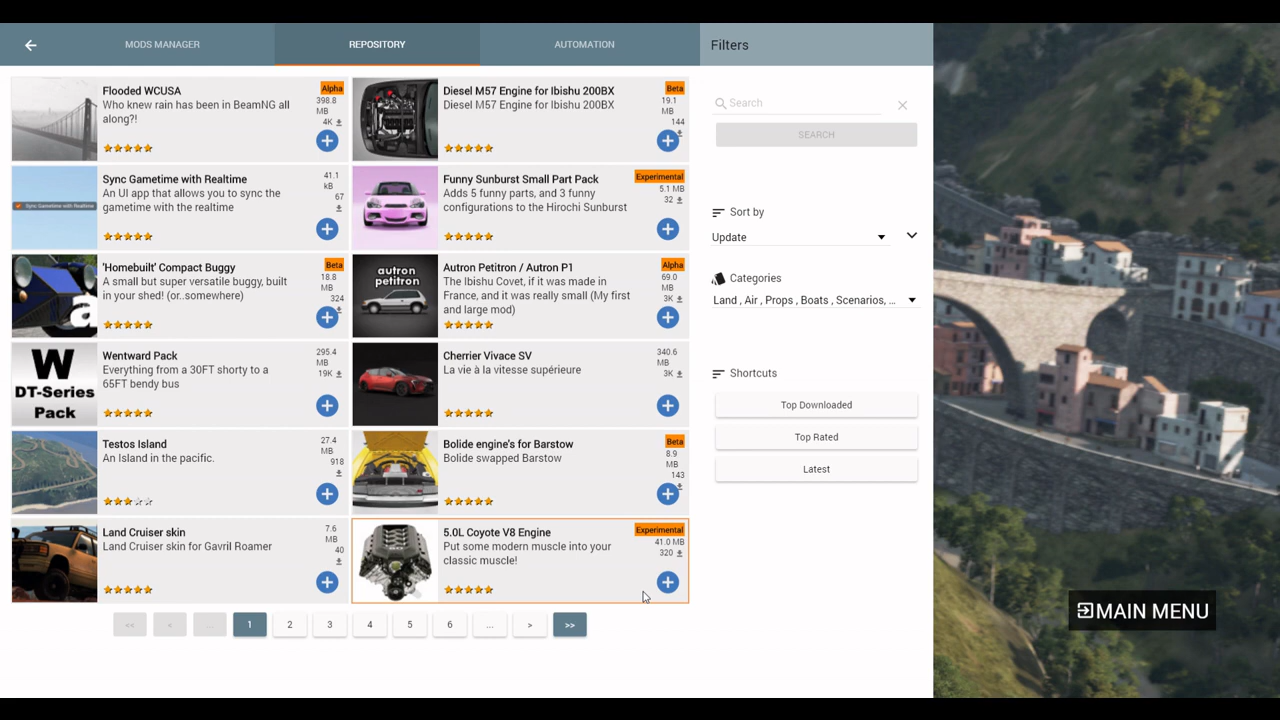 MODS MANAGER
REPOSITORY
AUTOMATION
Filters
Flooded WCUSA
Who knew rain has been in BeamNG all
along?!
Alpha
398.8
MB
4K
Diesel M57 Engine for Ibishu 200BX
Diesel M57 Engine for Ibishu 200BX
Beta
19.1
MB
144
Sync Gametime with Realtime
An UI app that allows you to sync the
gametime with the realtime
41.1
kB
67
Sync Gametime with Realtime
Funny Sunburst Small Part Pack
Adds 5 funny parts, and 3 funny
configurations to the Hirochi Sunburst
Experimental
5.1 MB
32
'Homebuilt' Compact Buggy
A small but super versatile buggy, built
in your shed! (or..somewhere)
Beta
18.8
MB
324
autron
petitron
Autron Petitron / Autron P1
The Ibishu Covet, if it was made in
France, and it was really small (My first
and large mod)
Alpha
69.0
MB
3K
W
DT-Series
Pack
Wentward Pack
Everything from a 30FT shorty to a
65FT bendy bus
295.4
MB
19K
Cherrier Vivace SV
La vie à la vitesse supérieure
340.6
MB
3K
Testos Island
An Island in the pacific.
27.4
MB
918
Bolide engine's for Barstow
Bolide swapped Barstow
Beta
8.9
MB
143
Land Cruiser skin
Land Cruiser skin for Gavril Roamer
7.6
MB
40
5.0L Coyote V8 Engine
Put some modern muscle into your
classic muscle!
Experimental
41.0 MB
320
<< < ... 1 2 3 4 5 6 ... > >>
Search
SEARCH
Sort by
Update
Categories
Land , Air , Props , Boats , Scenarios, ...
Shortcuts
Top Downloaded
Top Rated
Latest
MAIN MENU